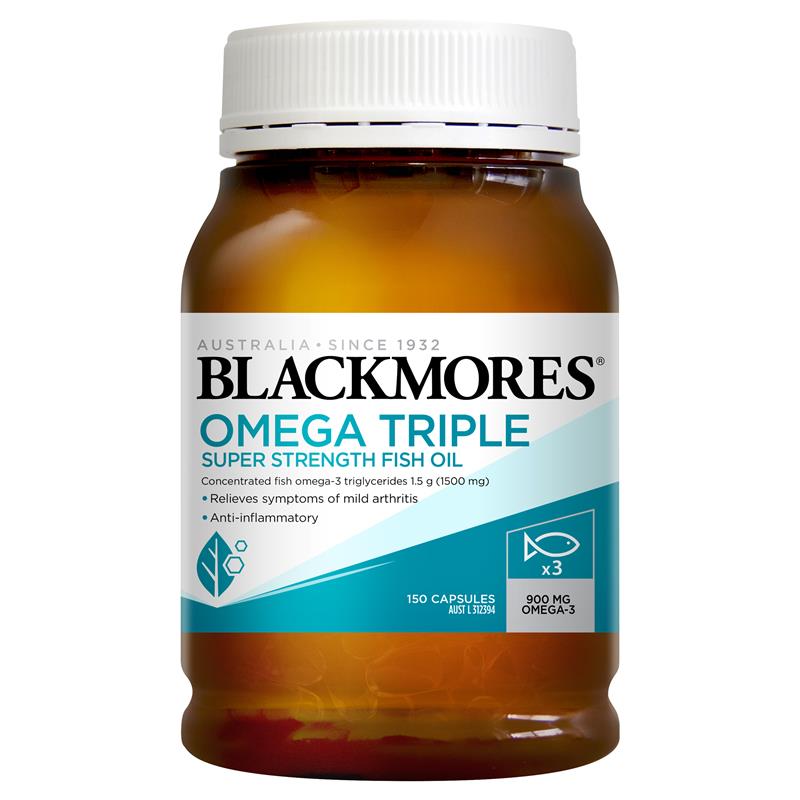 AUSTRALIA • SINCE 1932
BLACKMORES®
OMEGA TRIPLE
SUPER STRENGTH FISH OIL
Concentrated fish omega-3 triglycerides 1.5 g (1500 mg)
• Relieves symptoms of mild arthritis
• Anti-inflammatory
x3
150 CAPSULES
AUST L 312394
900 MG
OMEGA-3